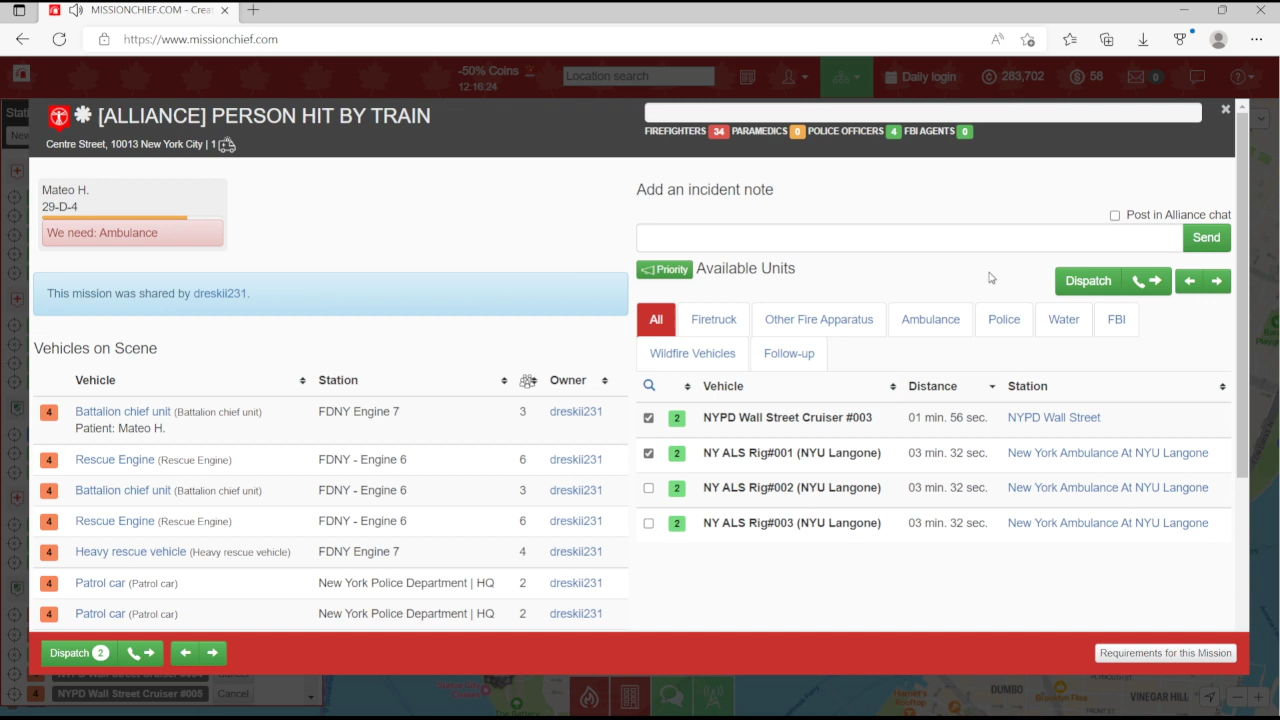 MISSIONCHIEF.COM - Crea
https://www.missionchief.com
-50% Coins
12:16:24
Location search
Daily login
283,702
58
0
[ALLIANCE] PERSON HIT BY TRAIN
Centre Street, 10013 New York City | 1
FIREFIGHTERS 34 PARAMEDICS 0 POLICE OFFICERS 4 FBI AGENTS 0
Mateo H.
29-D-4
We need: Ambulance
This mission was shared by dreskii231.
Vehicles on Scene
Vehicle Station Owner
4 Battalion chief unit (Battalion chief unit) FDNY Engine 7 3 dreskii231
Patient: Mateo H.
4 Rescue Engine (Rescue Engine) FDNY - Engine 6 6 dreskii231
4 Battalion chief unit (Battalion chief unit) FDNY - Engine 6 3 dreskii231
4 Rescue Engine (Rescue Engine) FDNY - Engine 6 6 dreskii231
4 Heavy rescue vehicle (Heavy rescue vehicle) FDNY Engine 7 4 dreskii231
4 Patrol car (Patrol car) New York Police Department | HQ 2 dreskii231
4 Patrol car (Patrol car) New York Police Department | HQ 2 dreskii231
Add an incident note
Post in Alliance chat
Send
Priority Available Units
Dispatch
All Firetruck Other Fire Apparatus Ambulance Police Water FBI
Wildfire Vehicles Follow-up
Vehicle Distance Station
2 NYPD Wall Street Cruiser #003 01 min. 56 sec. NYPD Wall Street
2 NY ALS Rig#001 (NYU Langone) 03 min. 32 sec. New York Ambulance At NYU Langone
2 NY ALS Rig#002 (NYU Langone) 03 min. 32 sec. New York Ambulance At NYU Langone
2 NY ALS Rig#003 (NYU Langone) 03 min. 32 sec. New York Ambulance At NYU Langone
Dispatch 2
Requirements for this Mission
4 NYPD Wall Street Cruiser #005 Cancel
DUMBO
VINEGAR HILL